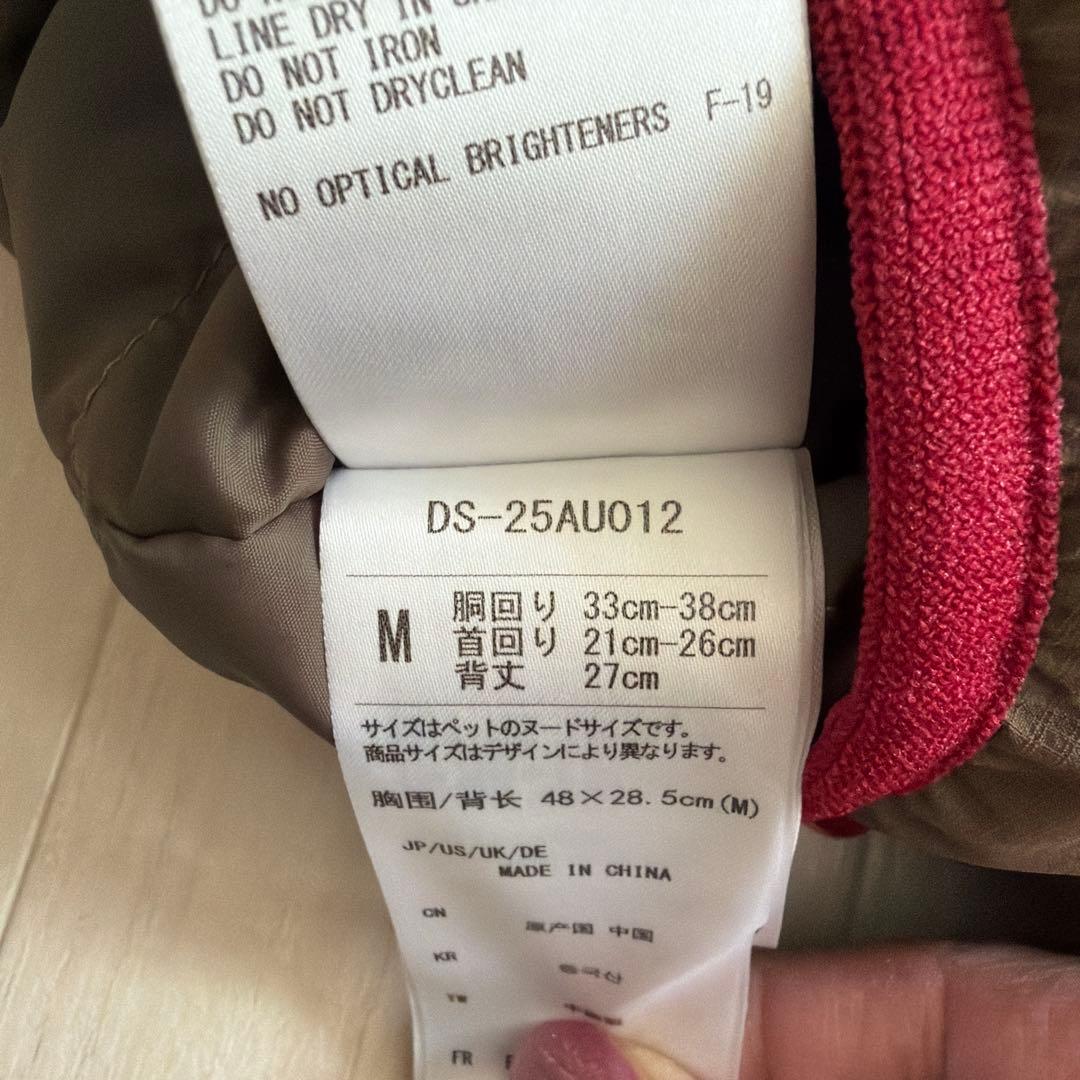 LINE DRY IN
DO NOT IRON
DO NOT DRYCLEAN
NO OPTICAL BRIGHTENERS F-19
DS-25AU012
M
胴回り 33cm-38cm
首回り 21cm-26cm
背丈 27cm
サイズはペットのヌードサイズです。
商品サイズはデザインにより異なります。
胸围/背长 48×28.5cm(M)
JP/US/UK/DE
MADE IN CHINA
CN 原产国 中国
KR 중국산
TW
FR